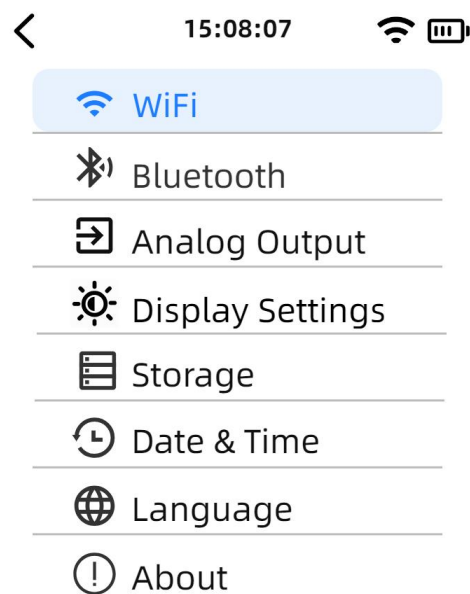 15:08:07
WiFi
Bluetooth
Analog Output
Display Settings
Storage
Date & Time
Language
About